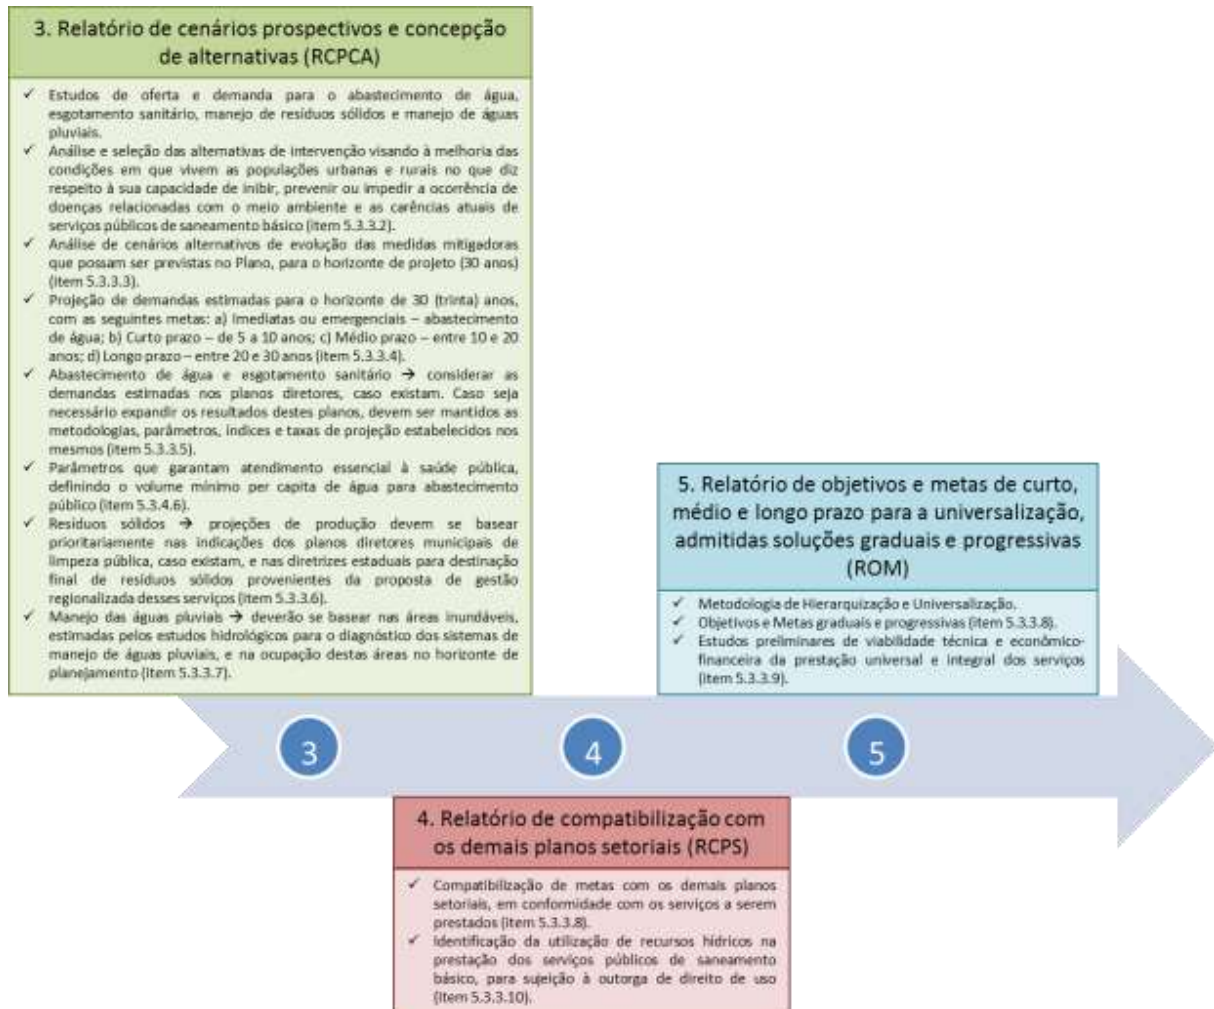 3. Relatório de cenários prospectivos e concepção
de alternativas (RCPCA)
✓ Estudos de oferta e demanda para o abastecimento de água,
esgotamento sanitário, manejo de resíduos sólidos e manejo de águas
pluviais.
✓ Análise e seleção das alternativas de intervenção visando à melhoria das
condições em que vivem as populações urbanas e rurais no que diz
respeito à sua capacidade de inibir, prevenir ou impedir a ocorrência de
doenças relacionadas com o meio ambiente e as carências atuais de
serviços públicos de saneamento básico (item 5.3.3.2).
✓ Análise de cenários alternativos de evolução das medidas mitigadoras
que possam ser previstas no Plano, para o horizonte de projeto (30 anos)
(item 5.3.3.3).
✓ Projeção de demandas estimadas para o horizonte de 30 (trinta) anos,
com as seguintes metas: a) Imediatas ou emergenciais – abastecimento
de água; b) Curto prazo – de 5 a 10 anos; c) Médio prazo – entre 10 e 20
anos; d) Longo prazo – entre 20 e 30 anos (item 5.3.3.4).
✓ Abastecimento de água e esgotamento sanitário → considerar as
demandas estimadas nos planos diretores, caso existam. Caso seja
necessário expandir os resultados destes planos, devem ser mantidos as
metodologias, parâmetros, índices e taxas de projeção estabelecidos nos
mesmos (item 5.3.3.5).
✓ Parâmetros que garantam atendimento essencial à saúde pública,
definindo o volume mínimo per capita de água para abastecimento
público (item 5.3.4.6).
✓ Resíduos sólidos → projeções de produção devem se basear
prioritariamente nas indicações dos planos diretores municipais de
limpeza pública, caso existam, e nas diretrizes estaduais para destinação
final de resíduos sólidos provenientes da proposta de gestão
regionalizada desses serviços (item 5.3.3.6).
✓ Manejo das águas pluviais → deverão se basear nas áreas inundáveis,
estimadas pelos estudos hidrológicos para o diagnóstico dos sistemas de
manejo de águas pluviais, e na ocupação destas áreas no horizonte de
planejamento (item 5.3.3.7).
5. Relatório de objetivos e metas de curto,
médio e longo prazo para a universalização,
admitidas soluções graduais e progressivas
(ROM)
✓ Metodologia de Hierarquização e Universalização.
✓ Objetivos e Metas graduais e progressivas (item 5.3.3.8).
✓ Estudos preliminares de viabilidade técnica e econômico-
financeira da prestação universal e integral dos serviços
(item 5.3.3.9).
3
4
5
4. Relatório de compatibilização com
os demais planos setoriais (RCPS)
✓ Compatibilização de metas com os demais planos
setoriais, em conformidade com os serviços a serem
prestados (item 5.3.3.8).
✓ Identificação da utilização de recursos hídricos na
prestação dos serviços públicos de saneamento
básico, para sujeição à outorga de direito de uso
(item 5.3.3.10).